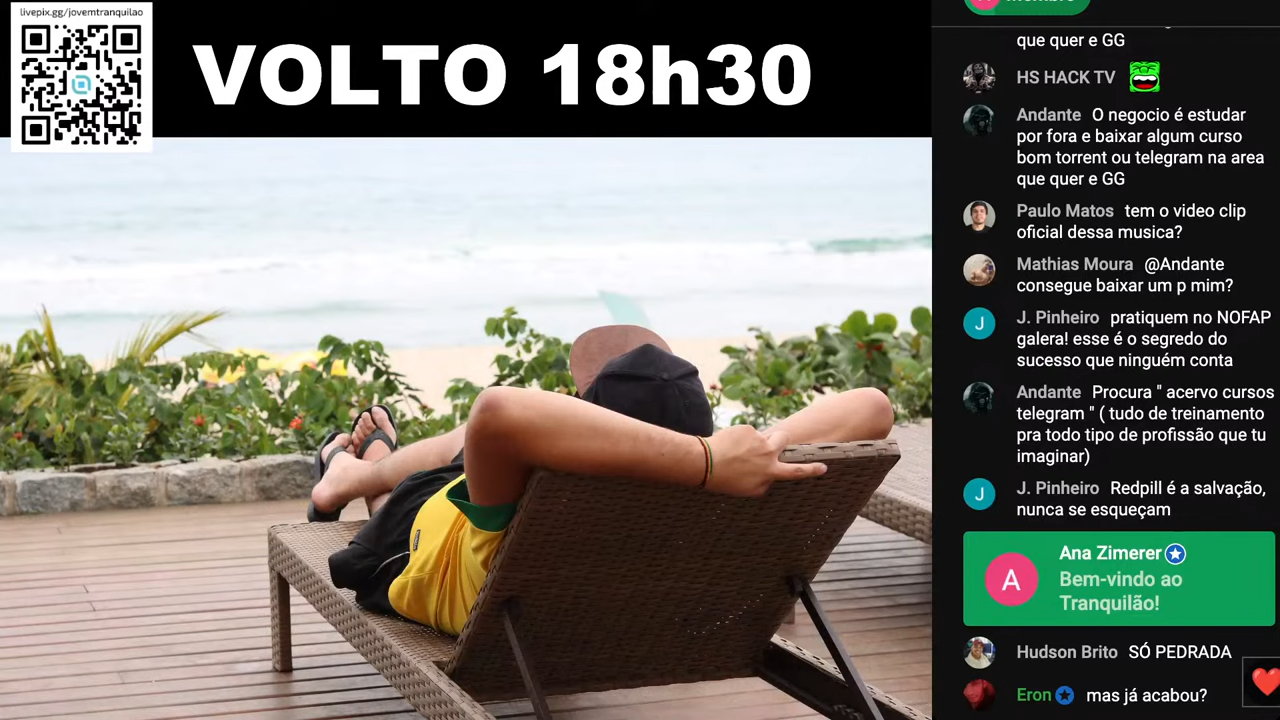 livepix.gg/jovemtranquilao
VOLTO 18h30
que quer e GG
HS HACK TV
Andante O negocio é estudar
por fora e baixar algum curso
bom torrent ou telegram na area
que quer e GG
Paulo Matos tem o video clip
oficial dessa musica?
Mathias Moura @Andante
consegue baixar um p mim?
J
J. Pinheiro pratiquem no NOFAP
galera! esse é o segredo do
sucesso que ninguém conta
Andante Procura " acervo cursos
telegram " ( tudo de treinamento
pra todo tipo de profissão que tu
imaginar)
J
J. Pinheiro Redpill é a salvação,
nunca se esqueçam
A
Ana Zimerer
Bem-vindo ao
Tranquilão!
Hudson Brito SÓ PEDRADA
Eron mas já acabou?